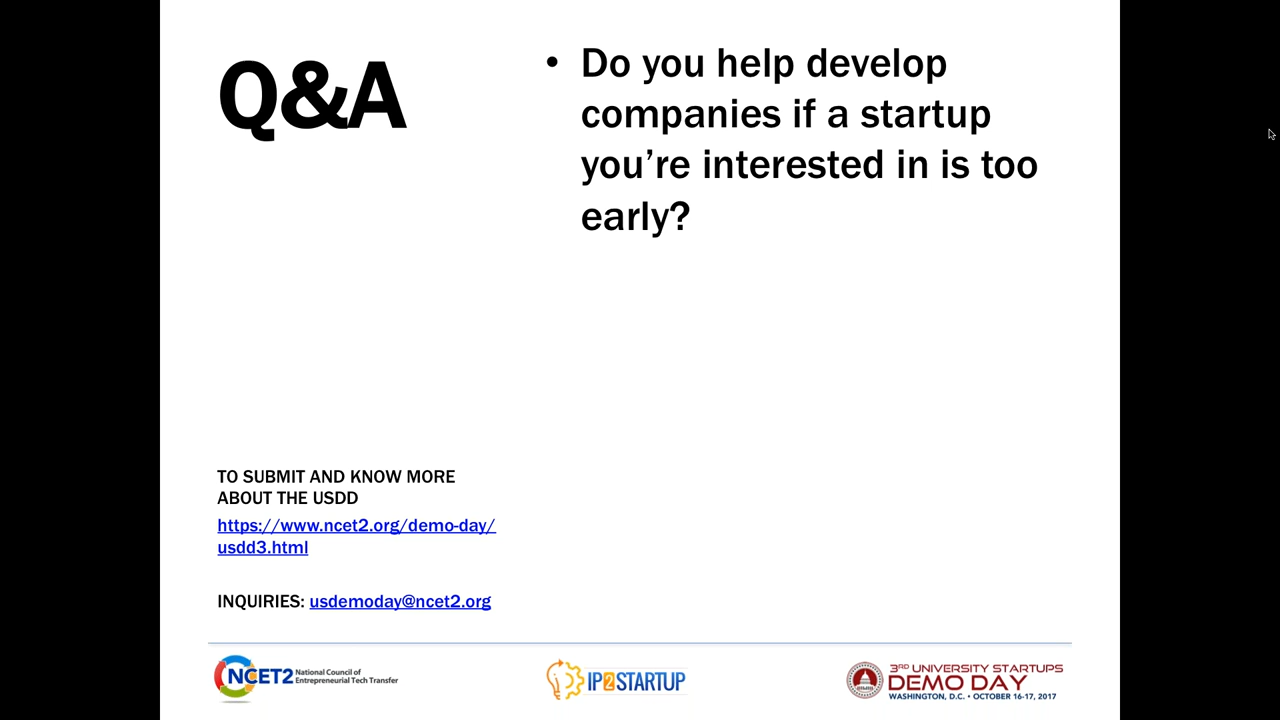 Q&A
• Do you help develop
companies if a startup
you’re interested in is too
early?
TO SUBMIT AND KNOW MORE
ABOUT THE USDD
https://www.ncet2.org/demo-day/
usdd3.html
INQUIRIES: usdemoday@ncet2.org
NCET2 National Council of
Entrepreneurial Tech Transfer
IP2STARTUP
3RD UNIVERSITY STARTUPS
DEMO DAY
WASHINGTON, D.C. • OCTOBER 16-17, 2017